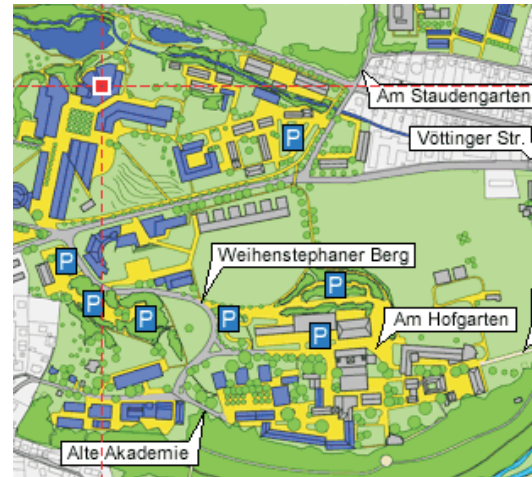 Am Staudengarten
Vöttinger Str.
P
Weihenstephaner Berg
P
P
P
P
P
Am Hofgarten
P
Alte Akademie